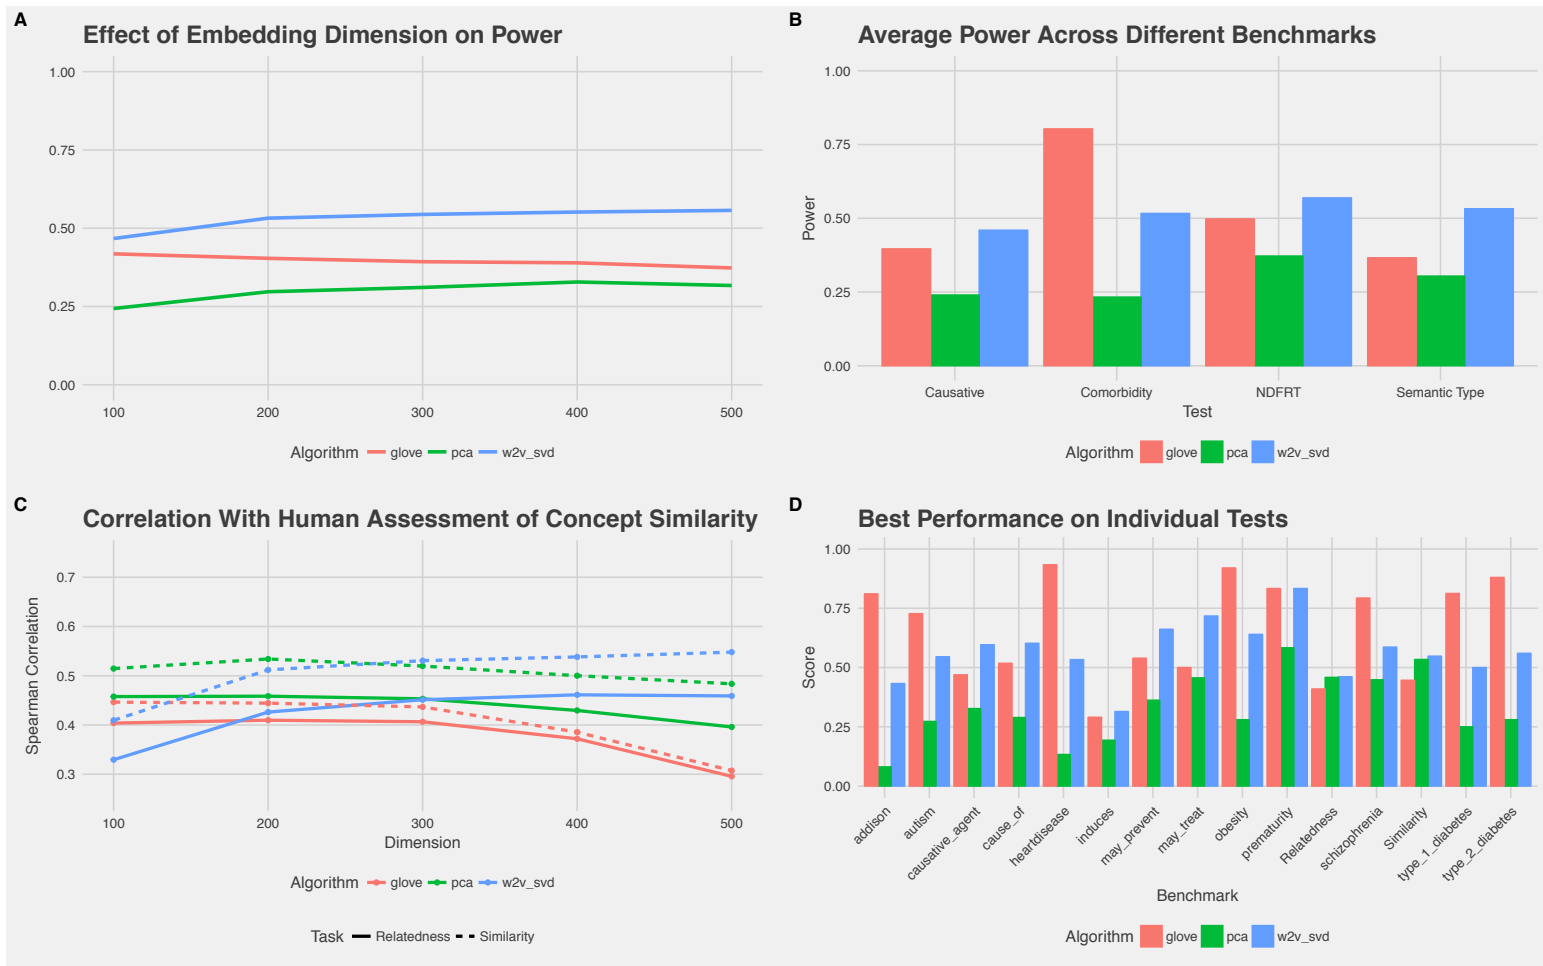 A
Effect of Embedding Dimension on Power
1.00
0.75
0.50
0.25
0.00
100 200 300 400 500
Algorithm glove pca w2v_svd
B
Average Power Across Different Benchmarks
Power
1.00
0.75
0.50
0.25
0.00
Causative Comorbidity NDFRT Semantic Type
Test
Algorithm glove pca w2v_svd
C
Correlation With Human Assessment of Concept Similarity
Spearman Correlation
0.7
0.6
0.5
0.4
0.3
100 200 300 400 500
Dimension
Algorithm glove pca w2v_svd
Task Relatedness Similarity
D
Best Performance on Individual Tests
Score
1.00
0.75
0.50
0.25
0.00
addison autism causative_agent cause_of heartdisease induces may_prevent may_treat obesity prematurity Relatedness schizophrenia Similarity type_1_diabetes type_2_diabetes
Benchmark
Algorithm glove pca w2v_svd